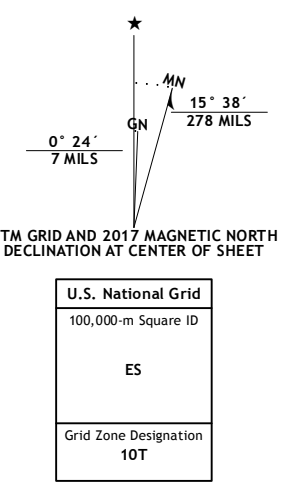 MN
GN
15° 38´
278 MILS
0° 24´
7 MILS
TM GRID AND 2017 MAGNETIC NORTH
DECLINATION AT CENTER OF SHEET
U.S. National Grid
100,000-m Square ID
ES
Grid Zone Designation
10T